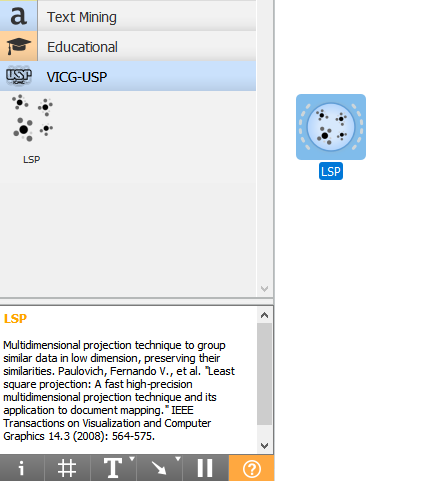 a Text Mining
Educational
USP VICG-USP
LSP
LSP
LSP
Multidimensional projection technique to group
similar data in low dimension, preserving their
similarities. Paulovich, Fernando V., et al. "Least
square projection: A fast high-precision
multidimensional projection technique and its
application to document mapping." IEEE
Transactions on Visualization and Computer
Graphics 14.3 (2008): 564-575.
i # T ?